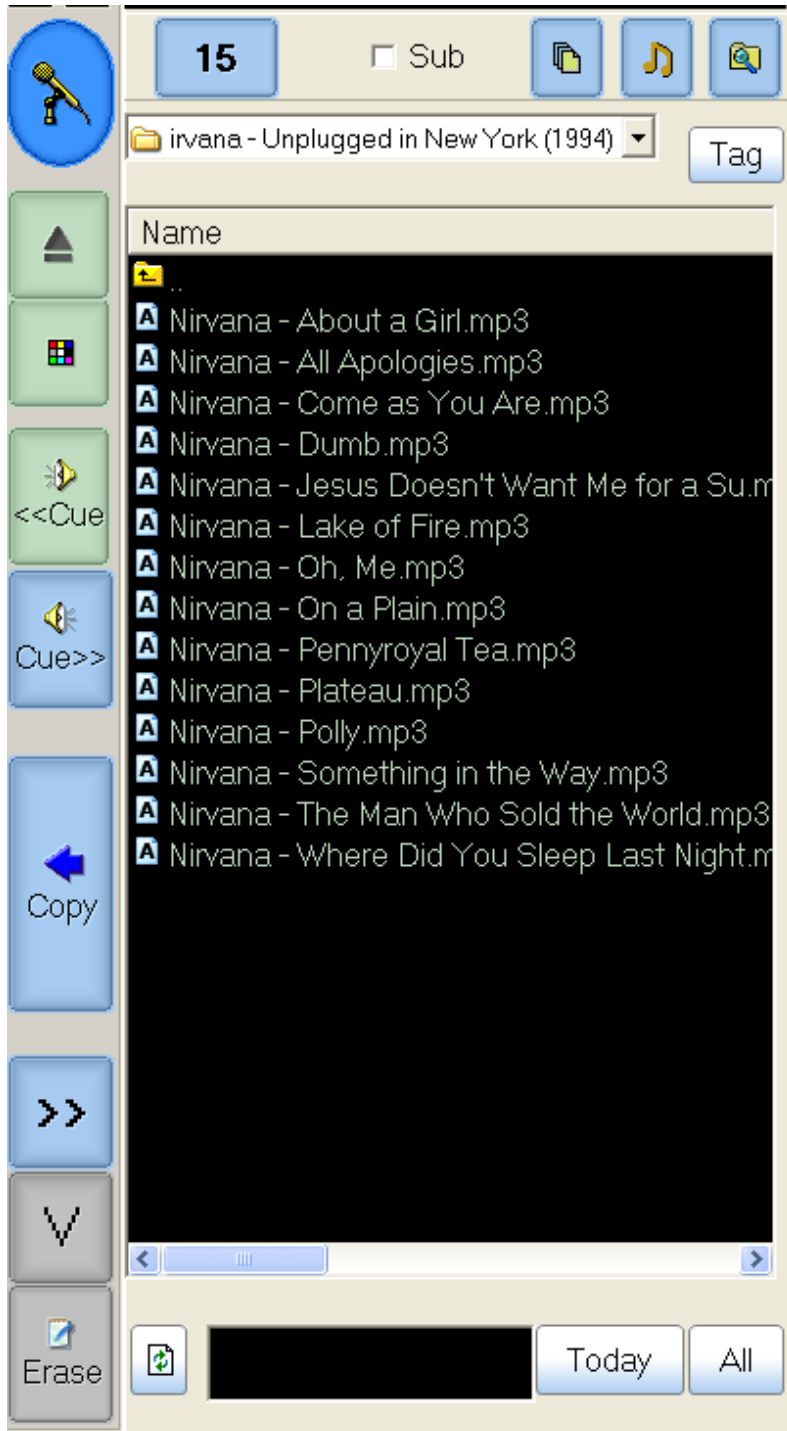 15
Sub
irvana - Unplugged in New York (1994)
Tag
Name
..
Nirvana - About a Girl.mp3
Nirvana - All Apologies.mp3
Nirvana - Come as You Are.mp3
Nirvana - Dumb.mp3
Nirvana - Jesus Doesn't Want Me for a Su.m
Nirvana - Lake of Fire.mp3
Nirvana - Oh, Me.mp3
Nirvana - On a Plain.mp3
Nirvana - Pennyroyal Tea.mp3
Nirvana - Plateau.mp3
Nirvana - Polly.mp3
Nirvana - Something in the Way.mp3
Nirvana - The Man Who Sold the World.mp3
Nirvana - Where Did You Sleep Last Night.m
<<Cue
Cue>>
Copy
>>
V
Erase
Today
All